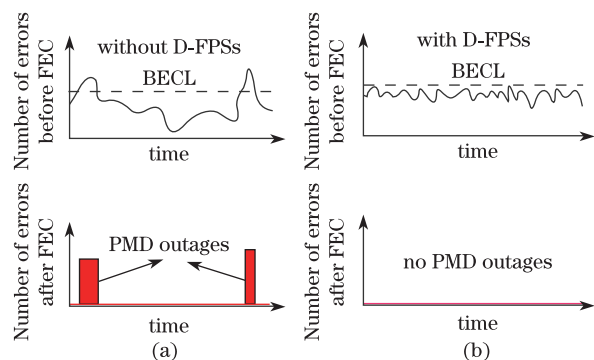 Number of errors
before FEC
without D-FPSs
BECL
time
Number of errors
before FEC
with D-FPSs
BECL
time
Number of errors
after FEC
PMD outages
time
(a)
Number of errors
after FEC
no PMD outages
time
(b)